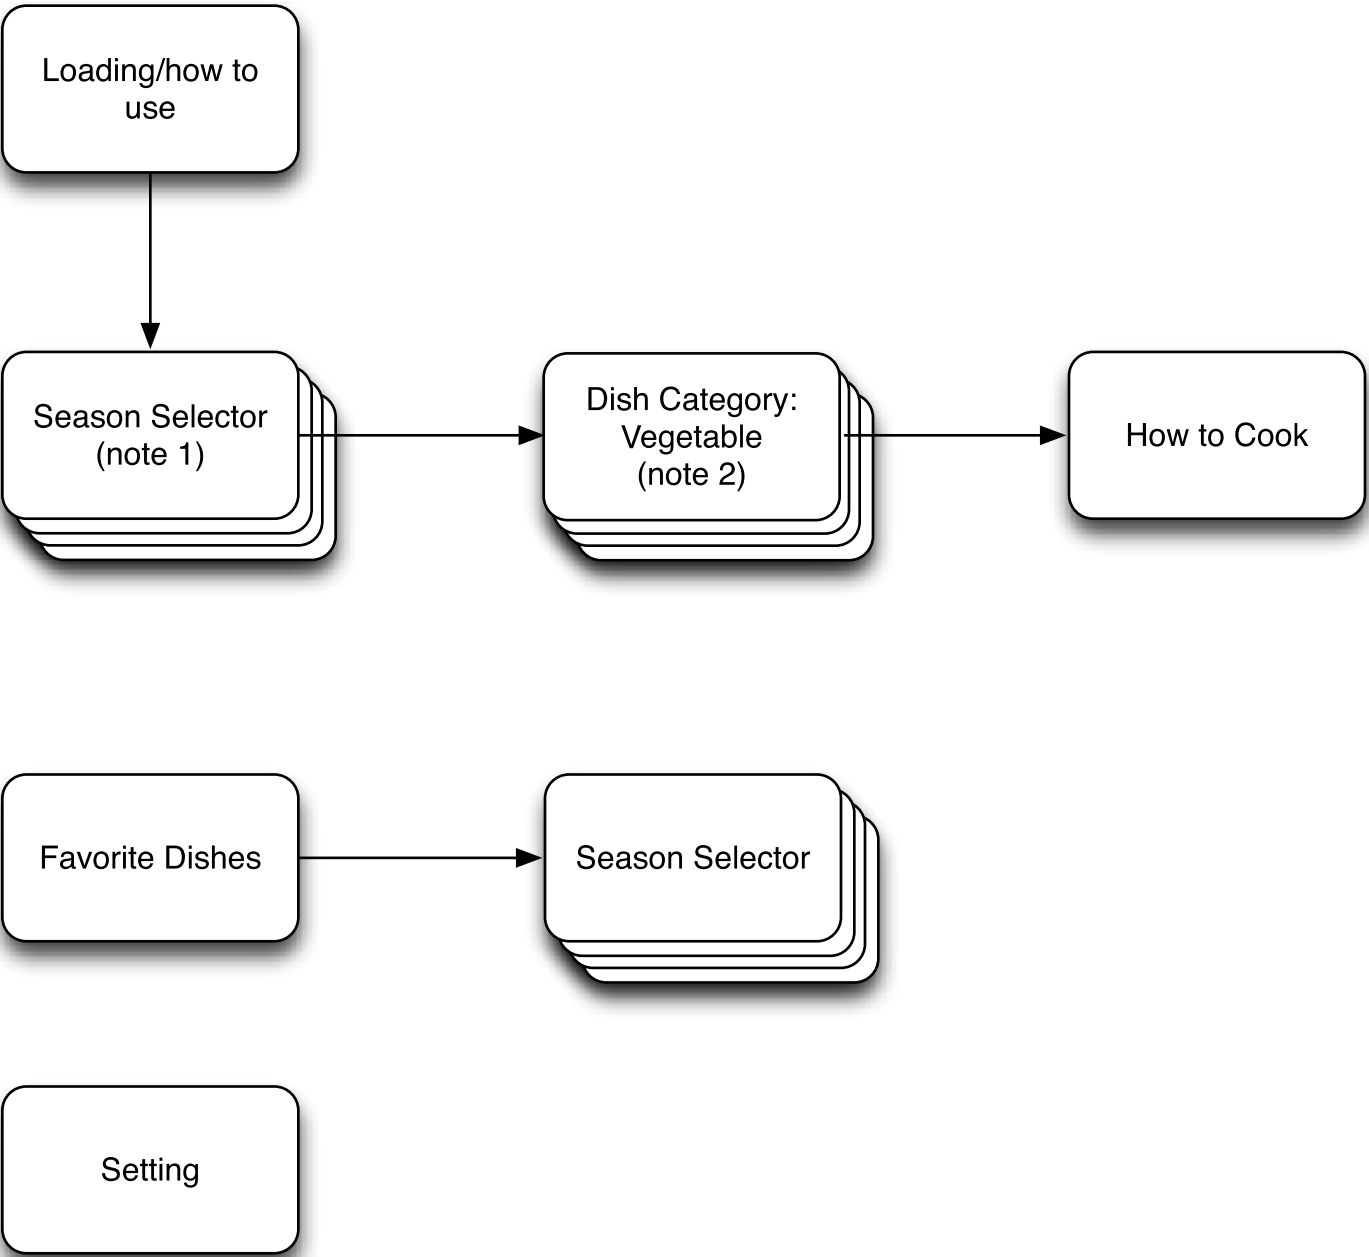 Loading/how to
use
Season Selector
(note 1)
Dish Category:
Vegetable
(note 2)
How to Cook
Favorite Dishes
Season Selector
Setting